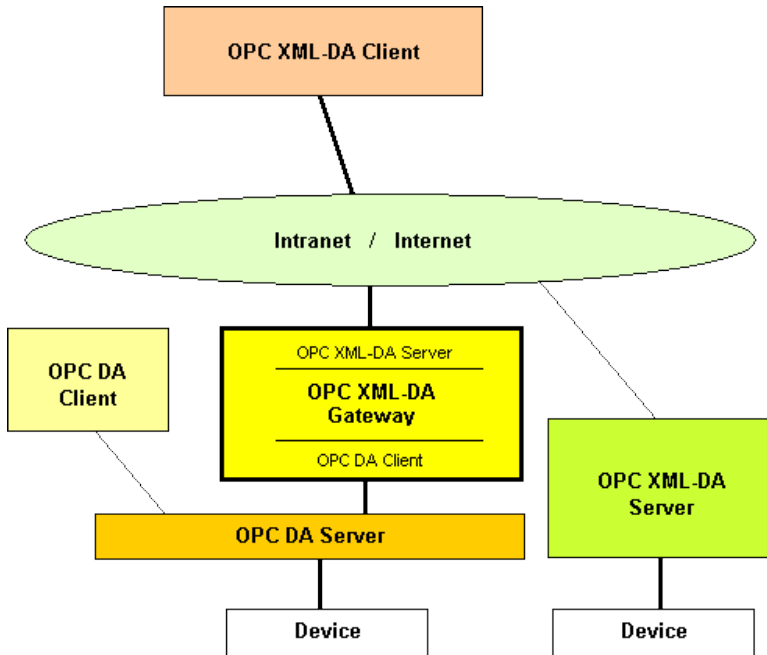 OPC XML-DA Client
Intranet / Internet
OPC DA
Client
OPC XML-DA Server
OPC XML-DA
Gateway
OPC DA Client
OPC XML-DA
Server
OPC DA Server
Device
Device